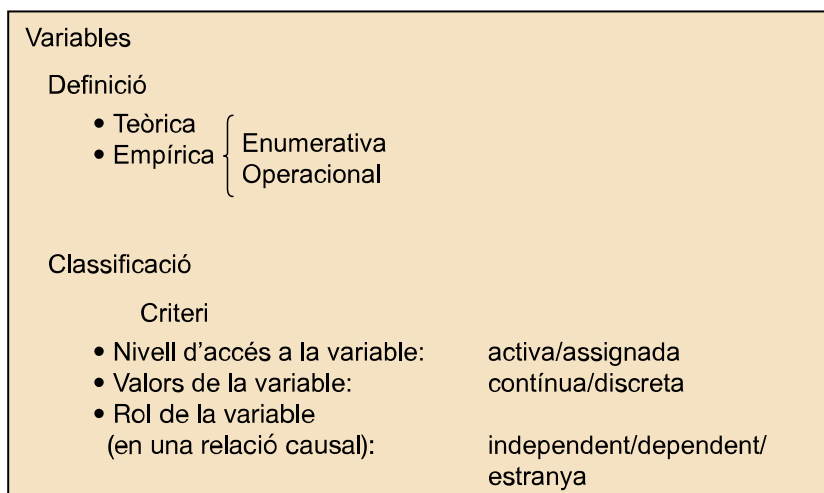 Variables
Definició
• Teòrica
• Empírica
Enumerativa
Operacional
Classificació
Criteri
• Nivell d'accés a la variable: activa/assignada
• Valors de la variable: contínua/discreta
• Rol de la variable
(en una relació causal): independent/dependent/
estranya